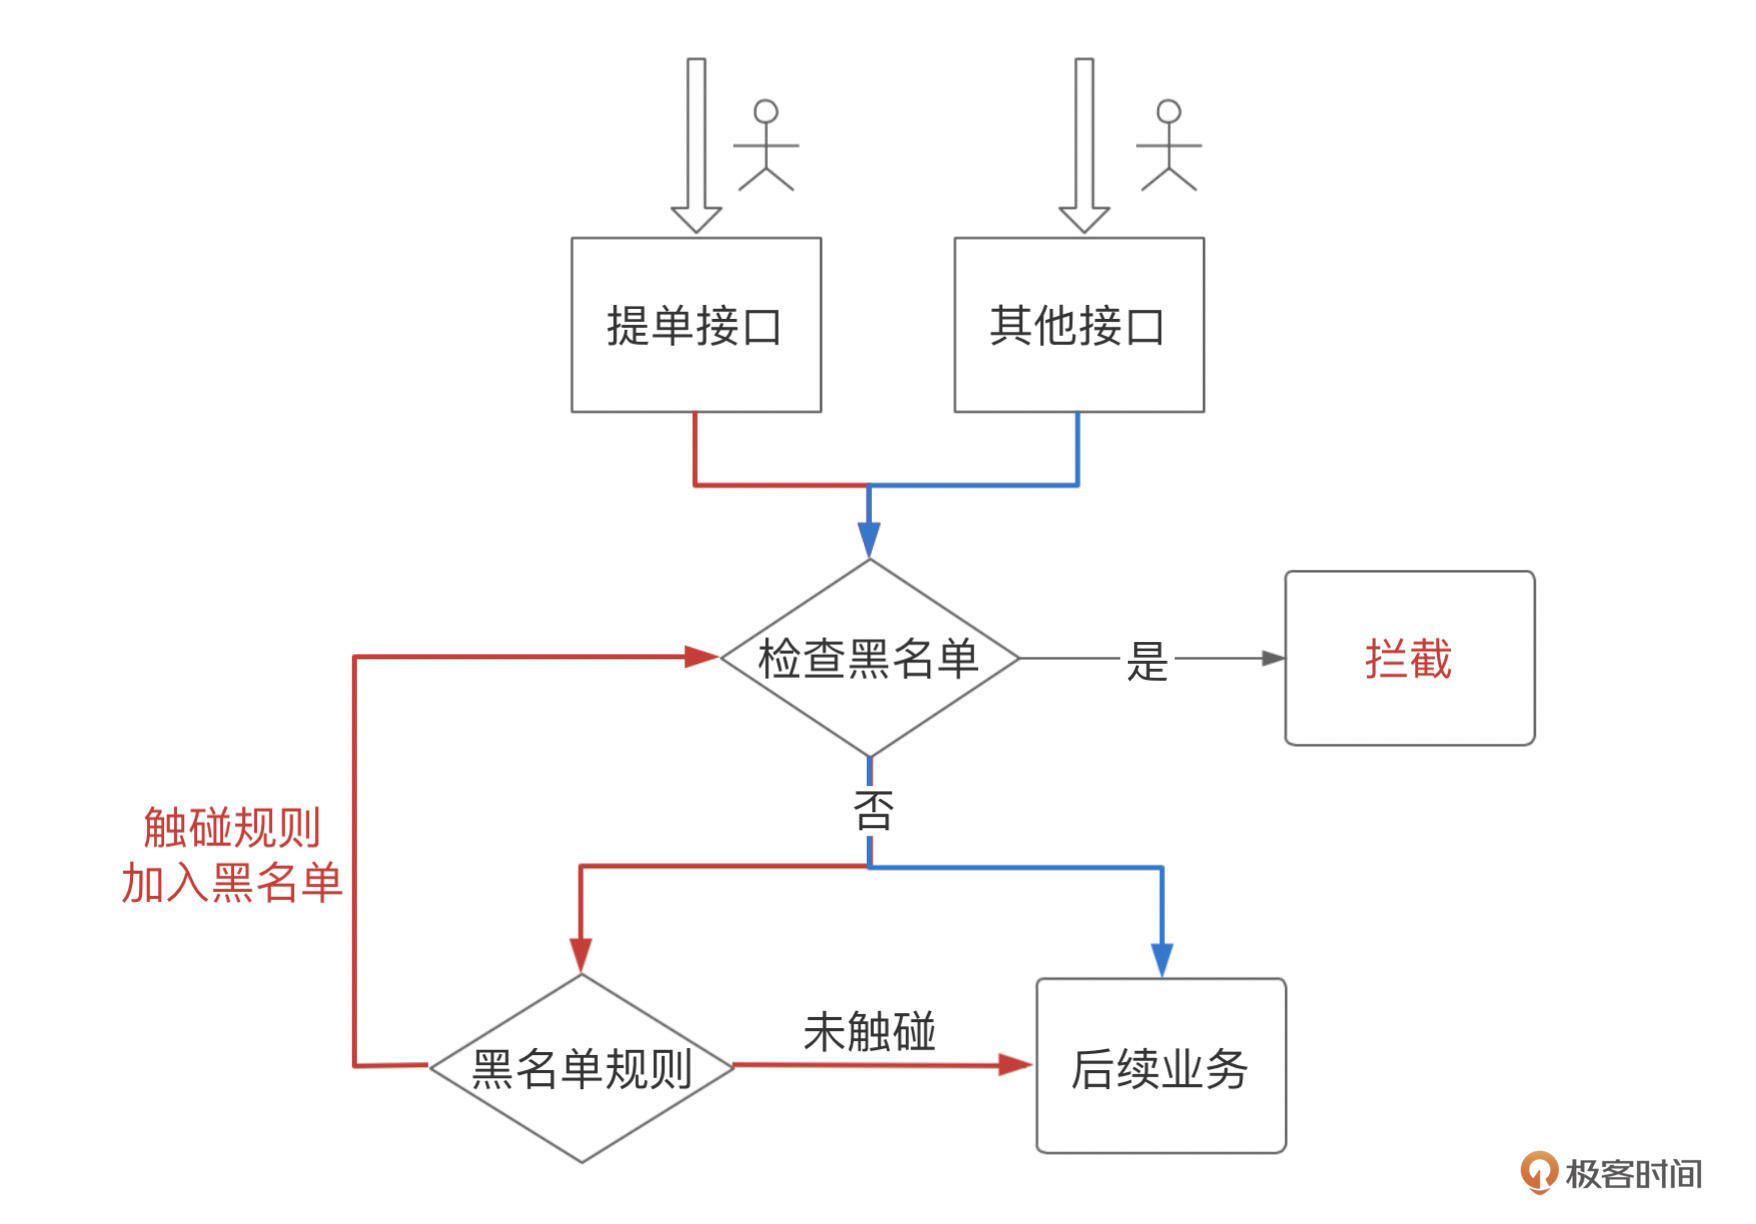 提单接口
其他接口
检查黑名单
是
拦截
否
触碰规则
加入黑名单
未触碰
黑名单规则
后续业务
极客时间